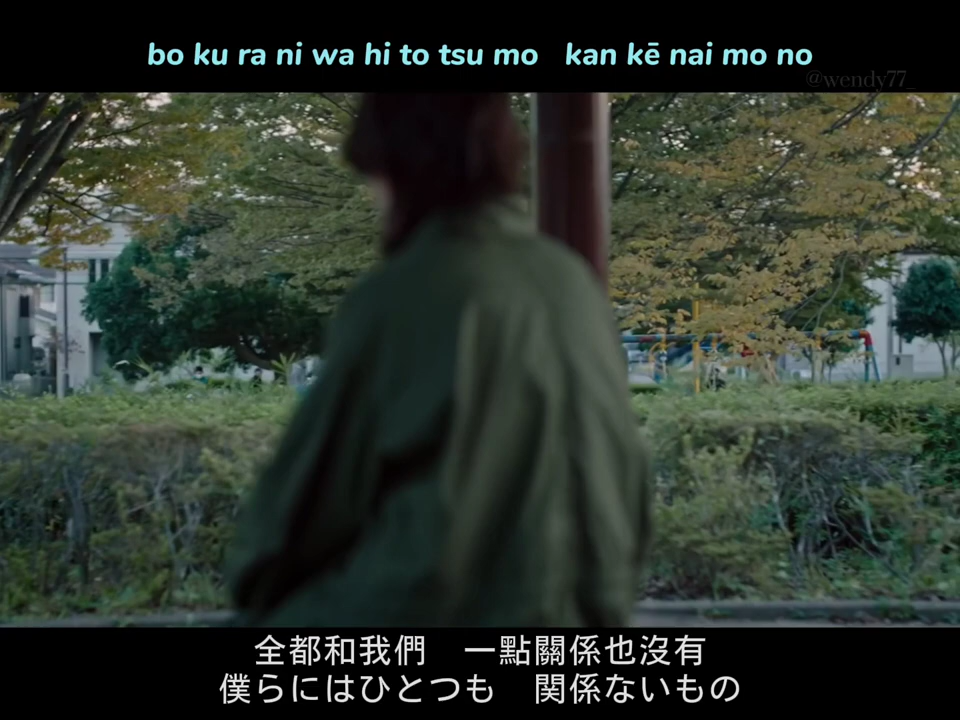 bo ku ra ni wa hi to tsu mo kan kē nai mo no
@wendy77_
全都和我們 一點關係也沒有
僕らにはひとつも 関係ないもの